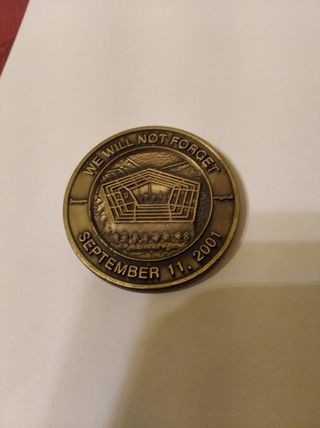 WE WILL NOT FORGET
SEPTEMBER 11, 2001